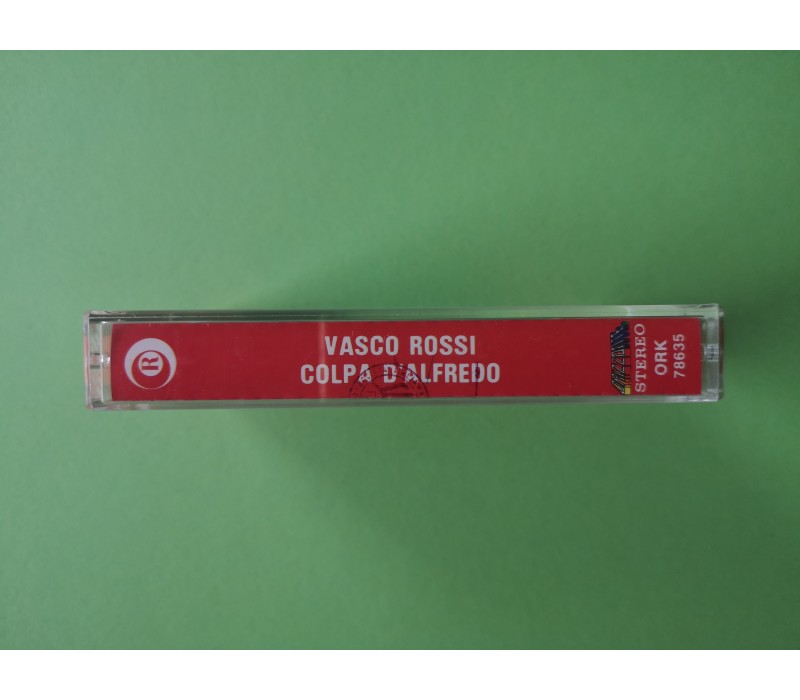 R
VASCO ROSSI
COLPA D'ALFREDO
STEREO
ORK
78635